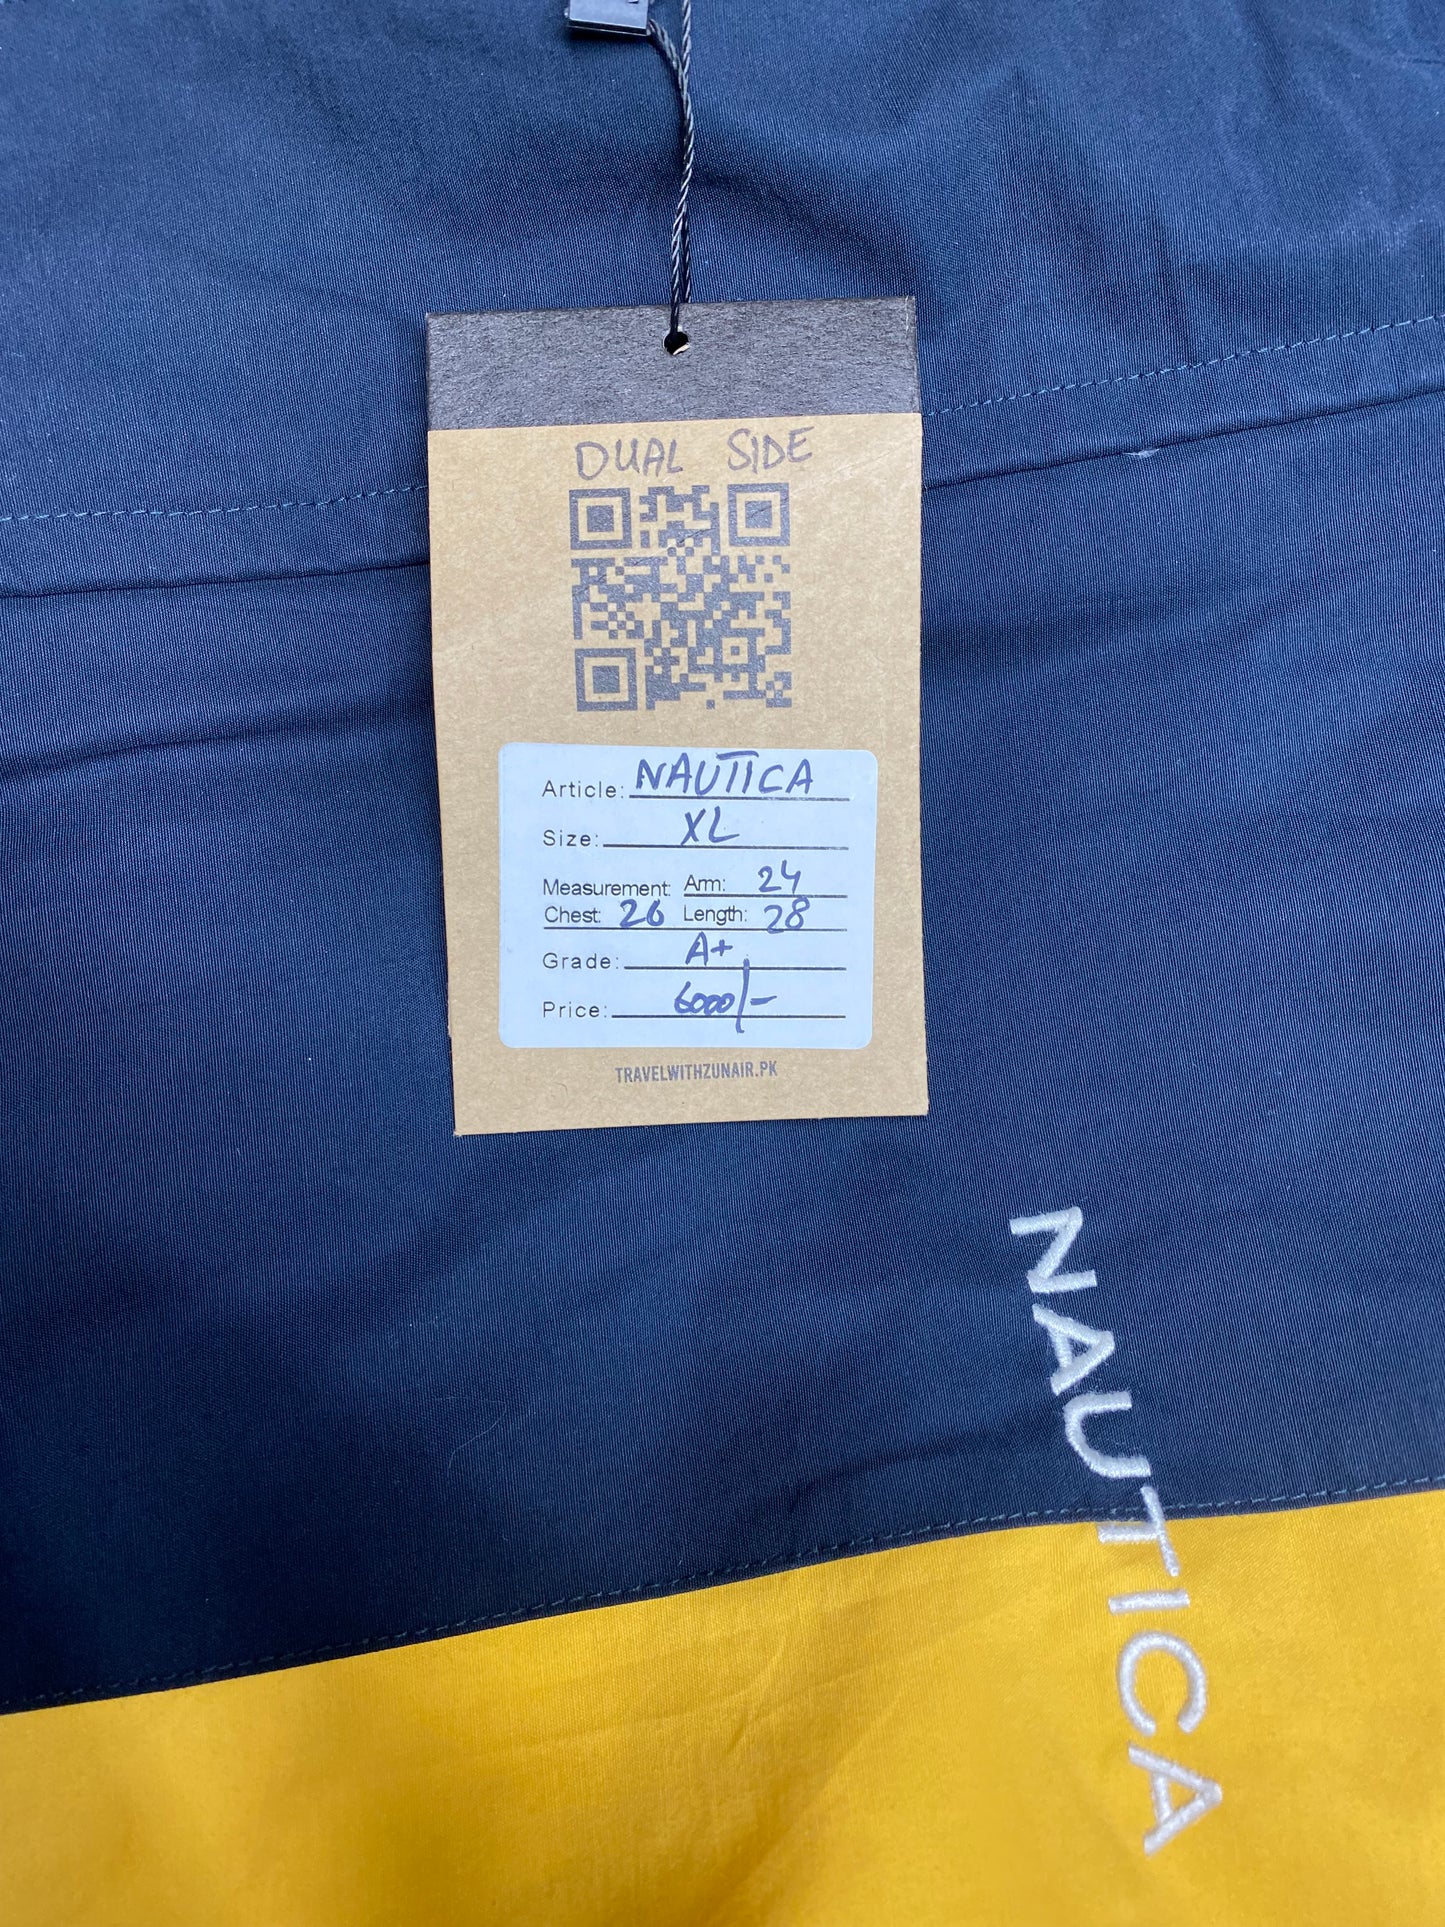 DUAL SIDE
Article: NAUTICA
Size: XL
Measurement: Arm: 24
Chest: 26 Length: 28
Grade: A+
Price: 6000/-
TRAVELWITHZUNAIR.PK
NAUTICA